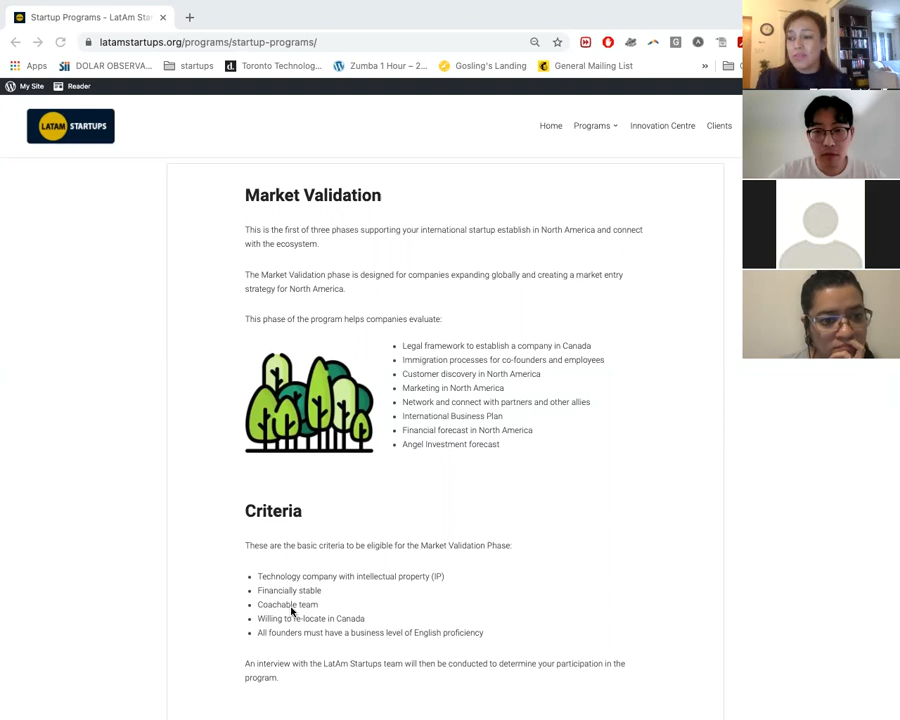 Startup Programs - LatAm Sta
latamstartups.org/programs/startup-programs/
Apps
DOLAR OBSERVA...
startups
Toronto Technolog...
Zumba 1 Hour – 2...
Gosling's Landing
General Mailing List
»
My Site
Reader
LATAM STARTUPS
Home
Programs
Innovation Centre
Clients
Market Validation
This is the first of three phases supporting your international startup establish in North America and connect
with the ecosystem.
The Market Validation phase is designed for companies expanding globally and creating a market entry
strategy for North America.
This phase of the program helps companies evaluate:
• Legal framework to establish a company in Canada
• Immigration processes for co-founders and employees
• Customer discovery in North America
• Marketing in North America
• Network and connect with partners and other allies
• International Business Plan
• Financial forecast in North America
• Angel Investment forecast
Criteria
These are the basic criteria to be eligible for the Market Validation Phase:
• Technology company with intellectual property (IP)
• Financially stable
• Coachable team
• Willing to re-locate in Canada
• All founders must have a business level of English proficiency
An interview with the LatAm Startups team will then be conducted to determine your participation in the
program.